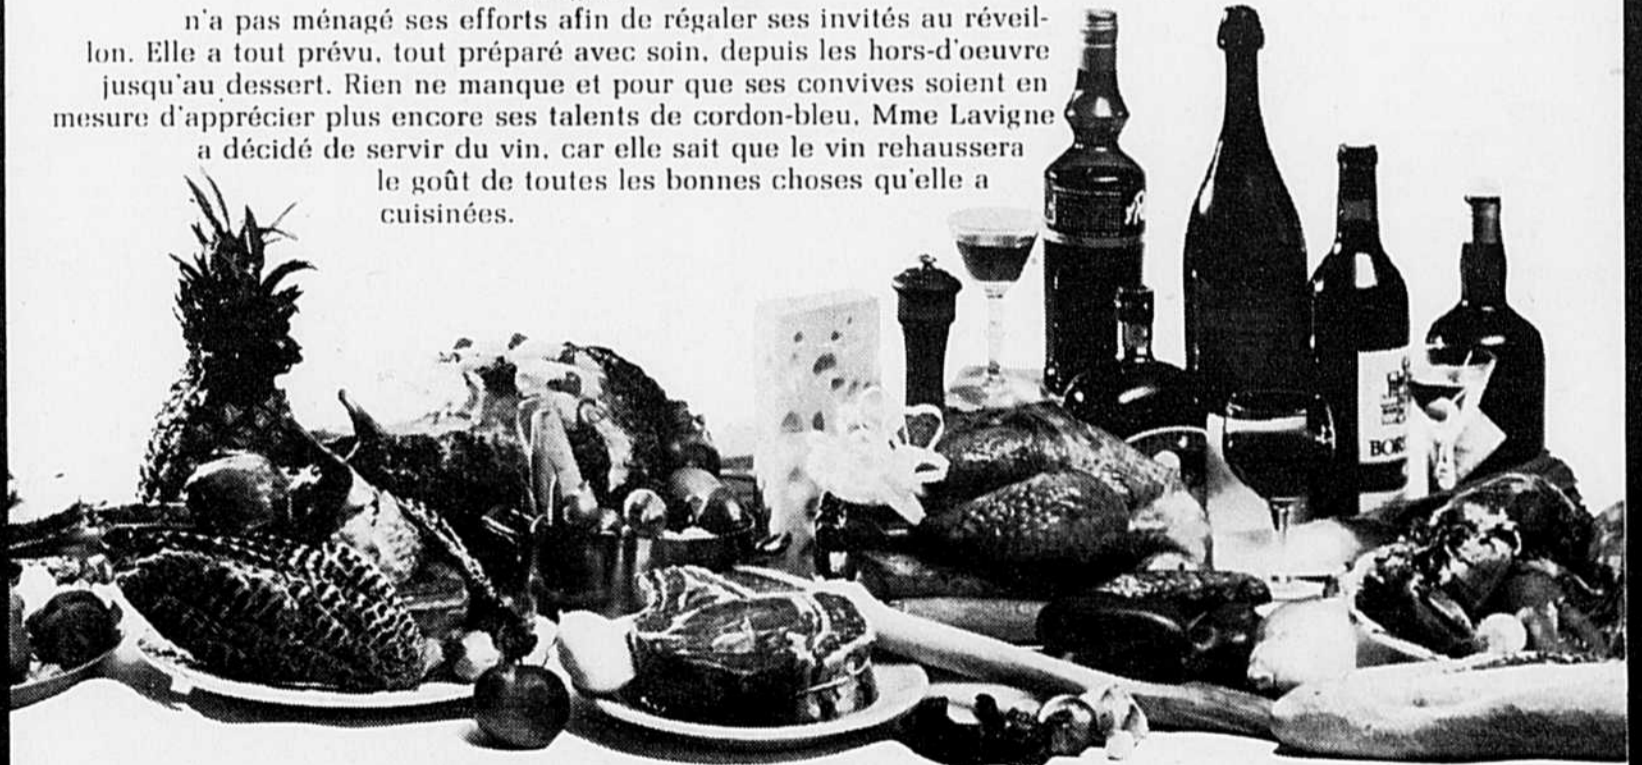 n'a pas ménagé ses efforts afin de régaler ses invités au réveil-
lon. Elle a tout prévu, tout préparé avec soin, depuis les hors-d'oeuvre
jusqu'au dessert. Rien ne manque et pour que ses convives soient en
mesure d'apprécier plus encore ses talents de cordon-bleu, Mme Lavigne
a décidé de servir du vin, car elle sait que le vin rehaussera
le goût de toutes les bonnes choses qu'elle a
cuisinées.
BOR